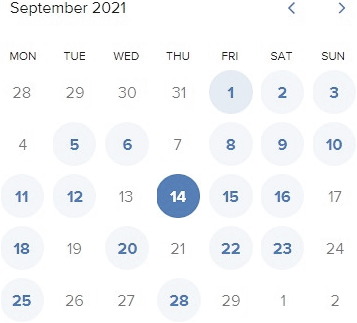 September 2021
MON TUE WED THU FRI SAT SUN
28 29 30 31 1 2 3
4 5 6 7 8 9 10
11 12 13 14 15 16 17
18 19 20 21 22 23 24
25 26 27 28 29 1 2